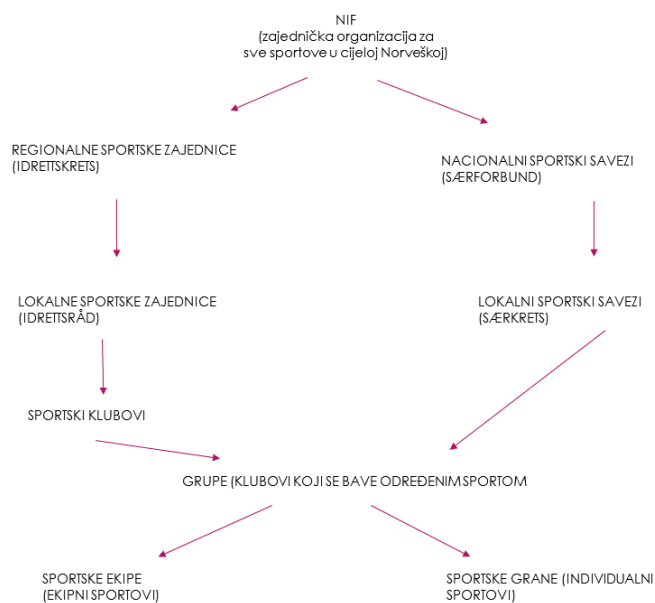 NIF
(zajednička organizacija za
sve sportove u cijeloj Norveškoj)
REGIONALNE SPORTSKE ZAJEDNICE
(IDRETTSKRETS)
NACIONALNI SPORTSKI SAVEZI
(SÆRFORBUND)
LOKALNE SPORTSKE ZAJEDNICE
(IDRETTSRÅD)
LOKALNI SPORTSKI SAVEZI
(SÆRKRETS)
SPORTSKI KLUBOVI
GRUPE (KLUBOVI KOJI SE BAVE ODREĐENIM SPORTOM
SPORTSKE EKIPE
(EKIPNI SPORTOVI)
SPORTSKE GRANE (INDIVIDUALNI
SPORTOVI)